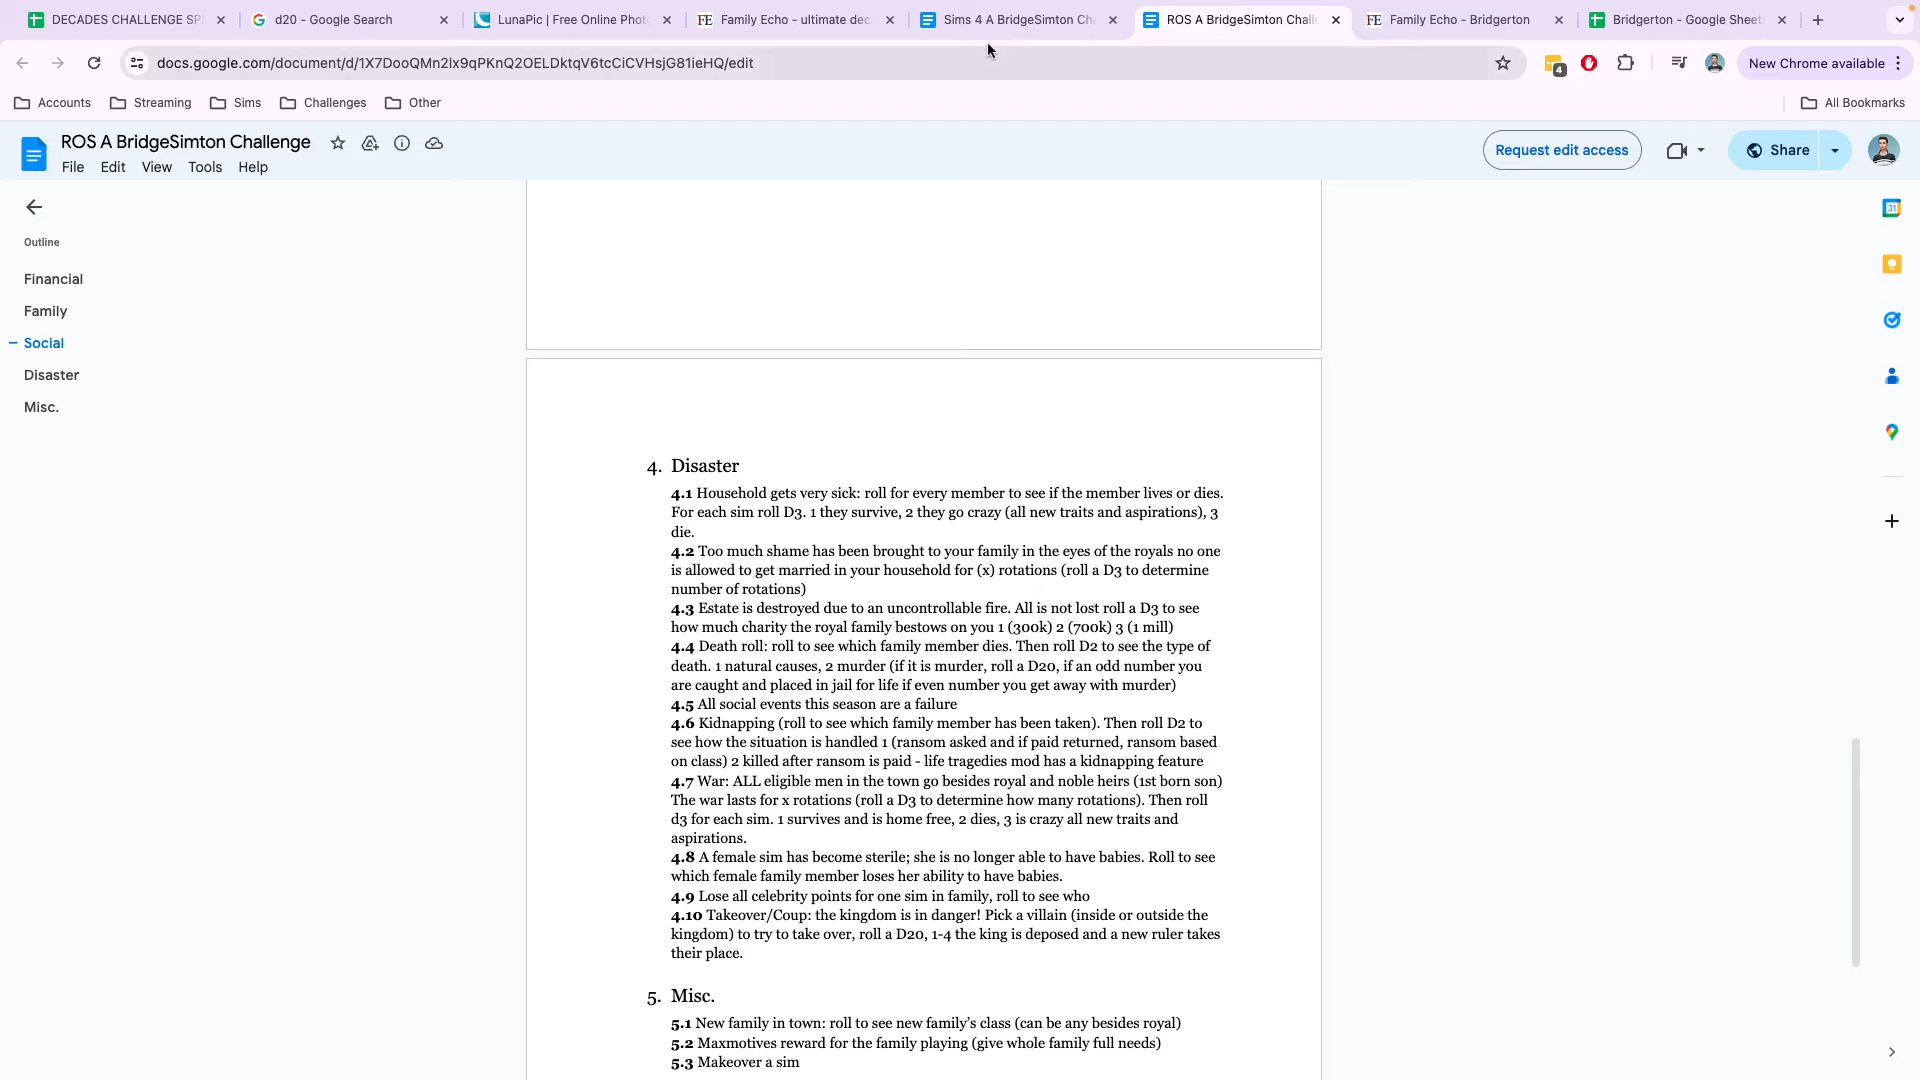 DECADES CHALLENGE SP
d20 - Google Search
LunaPic | Free Online Phot
Family Echo - ultimate dec
Sims 4 A BridgeSimton Ch
ROS A BridgeSimton Challe
Family Echo - Bridgerton
Bridgerton - Google Sheet
docs.google.com/document/d/1X7DooQMn2lx9qPKnQ2OELDktqV6tcCiCVHsjG81ieHQ/edit
4
New Chrome available
Accounts
Streaming
Sims
Challenges
Other
All Bookmarks
ROS A BridgeSimton Challenge
File Edit View Tools Help
Request edit access
Share
Outline
Financial
Family
Social
Disaster
Misc.
31
4. Disaster
4.1 Household gets very sick: roll for every member to see if the member lives or dies.
For each sim roll D3. 1 they survive, 2 they go crazy (all new traits and aspirations), 3
die.
4.2 Too much shame has been brought to your family in the eyes of the royals no one
is allowed to get married in your household for (x) rotations (roll a D3 to determine
number of rotations)
4.3 Estate is destroyed due to an uncontrollable fire. All is not lost roll a D3 to see
how much charity the royal family bestows on you 1 (300k) 2 (700k) 3 (1 mill)
4.4 Death roll: roll to see which family member dies. Then roll D2 to see the type of
death. 1 natural causes, 2 murder (if it is murder, roll a D20, if an odd number you
are caught and placed in jail for life if even number you get away with murder)
4.5 All social events this season are a failure
4.6 Kidnapping (roll to see which family member has been taken). Then roll D2 to
see how the situation is handled 1 (ransom asked and if paid returned, ransom based
on class) 2 killed after ransom is paid - life tragedies mod has a kidnapping feature
4.7 War: ALL eligible men in the town go besides royal and noble heirs (1st born son)
The war lasts for x rotations (roll a D3 to determine how many rotations). Then roll
d3 for each sim. 1 survives and is home free, 2 dies, 3 is crazy all new traits and
aspirations.
4.8 A female sim has become sterile; she is no longer able to have babies. Roll to see
which female family member loses her ability to have babies.
4.9 Lose all celebrity points for one sim in family, roll to see who
4.10 Takeover/Coup: the kingdom is in danger! Pick a villain (inside or outside the
kingdom) to try to take over, roll a D20, 1-4 the king is deposed and a new ruler takes
their place.
5. Misc.
5.1 New family in town: roll to see new family's class (can be any besides royal)
5.2 Maxmotives reward for the family playing (give whole family full needs)
5.3 Makeover a sim